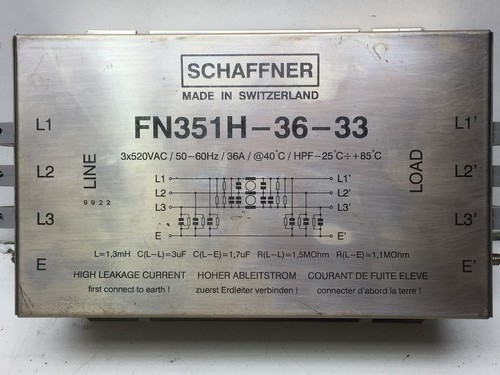 SCHAFFNER
MADE IN SWITZERLAND
FN351H-36-33
3x520VAC / 50-60Hz / 36A / @40°C / HPF-25°C÷+85°C
L1
L2
L3
E
LINE
9922
L1
L2
L3
E
L1'
L2'
L3'
E'
LOAD
L1'
L2'
L3'
E'
L=1,3mH C(L-L)=3uF C(L-E)=1,7uF R(L-L)=1,5MOhm R(L-E)=1,1MOhm
HIGH LEAKAGE CURRENT HOHER ABLEITSTROM COURANT DE FUITE ELEVE
first connect to earth ! zuerst Erdleiter verbinden ! connecter d'abord la terre !